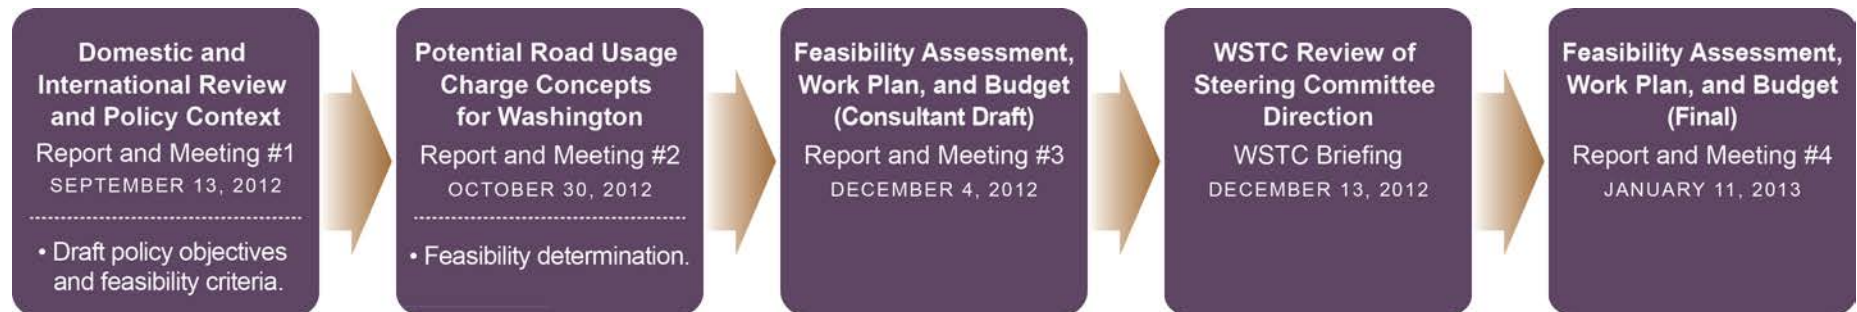 Domestic and
International Review
and Policy Context
Report and Meeting #1
SEPTEMBER 13, 2012
• Draft policy objectives
and feasibility criteria.
Potential Road Usage
Charge Concepts
for Washington
Report and Meeting #2
OCTOBER 30, 2012
• Feasibility determination.
Feasibility Assessment,
Work Plan, and Budget
(Consultant Draft)
Report and Meeting #3
DECEMBER 4, 2012
WSTC Review of
Steering Committee
Direction
WSTC Briefing
DECEMBER 13, 2012
Feasibility Assessment,
Work Plan, and Budget
(Final)
Report and Meeting #4
JANUARY 11, 2013